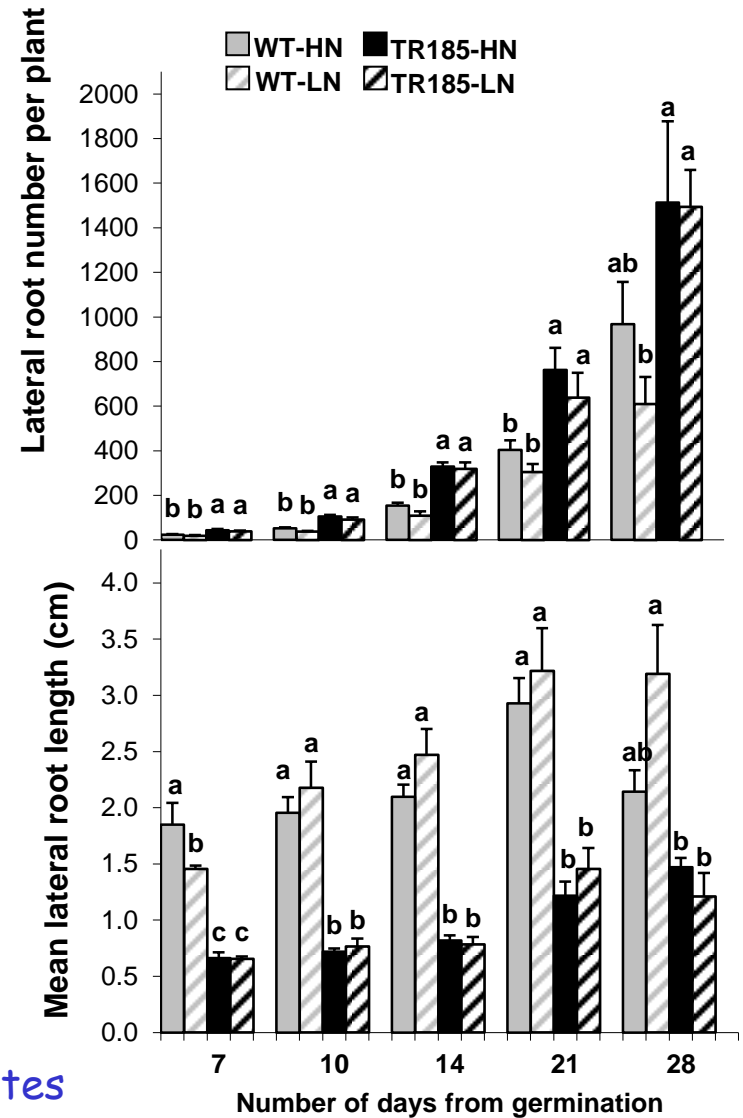 WT-HN TR185-HN
WT-LN TR185-LN
Lateral root number per plant
2000
1800
1600
1400
1200
1000
800
600
400
200
0
b b a a
b b a a
b b a a
b b a a
ab b a a
Mean lateral root length (cm)
4.0
3.5
3.0
2.5
2.0
1.5
1.0
0.5
0.0
a b c c
a a b b
a a b b
a a b b
ab a b b
7 10 14 21 28
Number of days from germination
tes